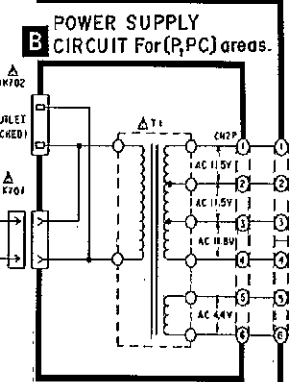 B POWER SUPPLY
CIRCUIT For (P,PC) areas.
T1
CN2P
1 1
AC 11.5V
2 2
AC 11.5V
3 3
AC 11.8V
4 4
5 5
AC 4.4V
6 6